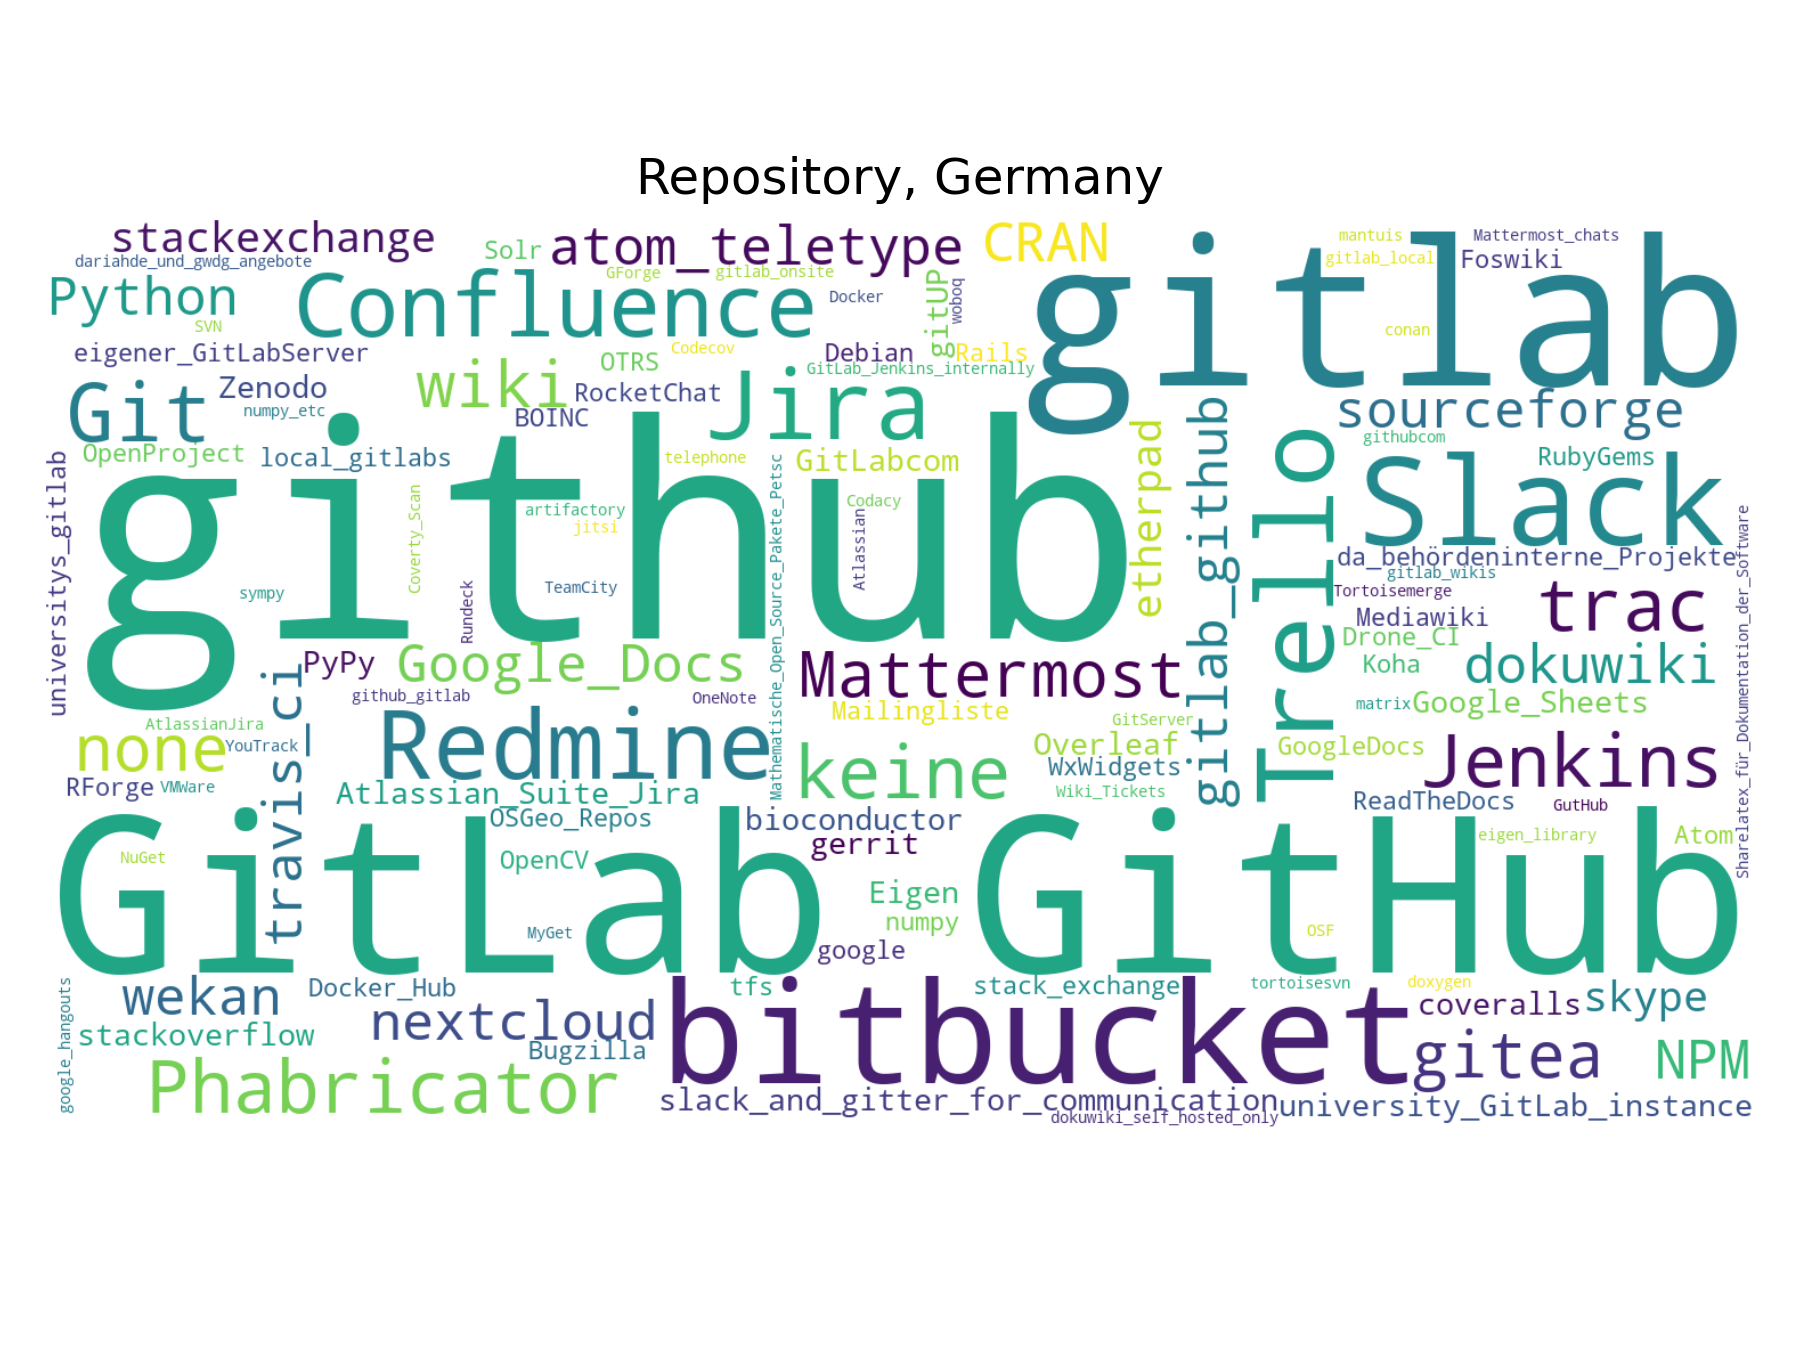 Repository, Germany
stackexchange
Solr
atom_teletype
CRAN
gitlab
mantuis
Mattermost_chats
dariahde_und_gwdg_angebote
GForge
gitlab_onsite
gitlab_local
Foswiki
Python
Confluence
Docker
gitUP
woboq
SVN
conan
eigener_GitLabServer
OTRS
Codecov
Debian
Rails
GitLab_Jenkins_internally
Git
Zenodo
wiki
RocketChat
Jira
numpy_etc
BOINC
sourceforge
github
OpenProject
local_gitlabs
telephone
GitLabcom
etherpad
gitlab_github
Trello
githubcom
RubyGems
Slack
universitys_gitlab
Coverty_Scan
artifactory
jitsi
Mathematische_Open_Source_Pakete_Petsc
Codacy
Atlassian
da_behördeninterne_Projekte
gitlab_wikis
Sharelatex_für_Dokumentation_der_Software
sympy
Rundeck
TeamCity
Tortoisemerge
Mediawiki
trac
Drone_CI
PyPy
Google_Docs
Mattermost
Koha
dokuwiki
travis_ci
github_gitlab
OneNote
matrix
Google_Sheets
AtlassianJira
Redmine
Mailingliste
GitServer
none
YouTrack
keine
Overleaf
GoogleDocs
Jenkins
WxWidgets
RForge
VMWare
Atlassian_Suite_Jira
Wiki_Tickets
ReadTheDocs
GutHub
GitLab
OSGeo_Repos
bioconductor
GitHub
eigen_library
Atom
gerrit
NuGet
OpenCV
Eigen
numpy
MyGet
google
OSF
google_hangouts
wekan
Docker_Hub
tfs
stack_exchange
tortoisesvn
doxygen
nextcloud
bitbucket
coveralls
skype
stackoverflow
Bugzilla
gitea
NPM
Phabricator
slack_and_gitter_for_communication
university_GitLab_instance
dokuwiki_self_hosted_only